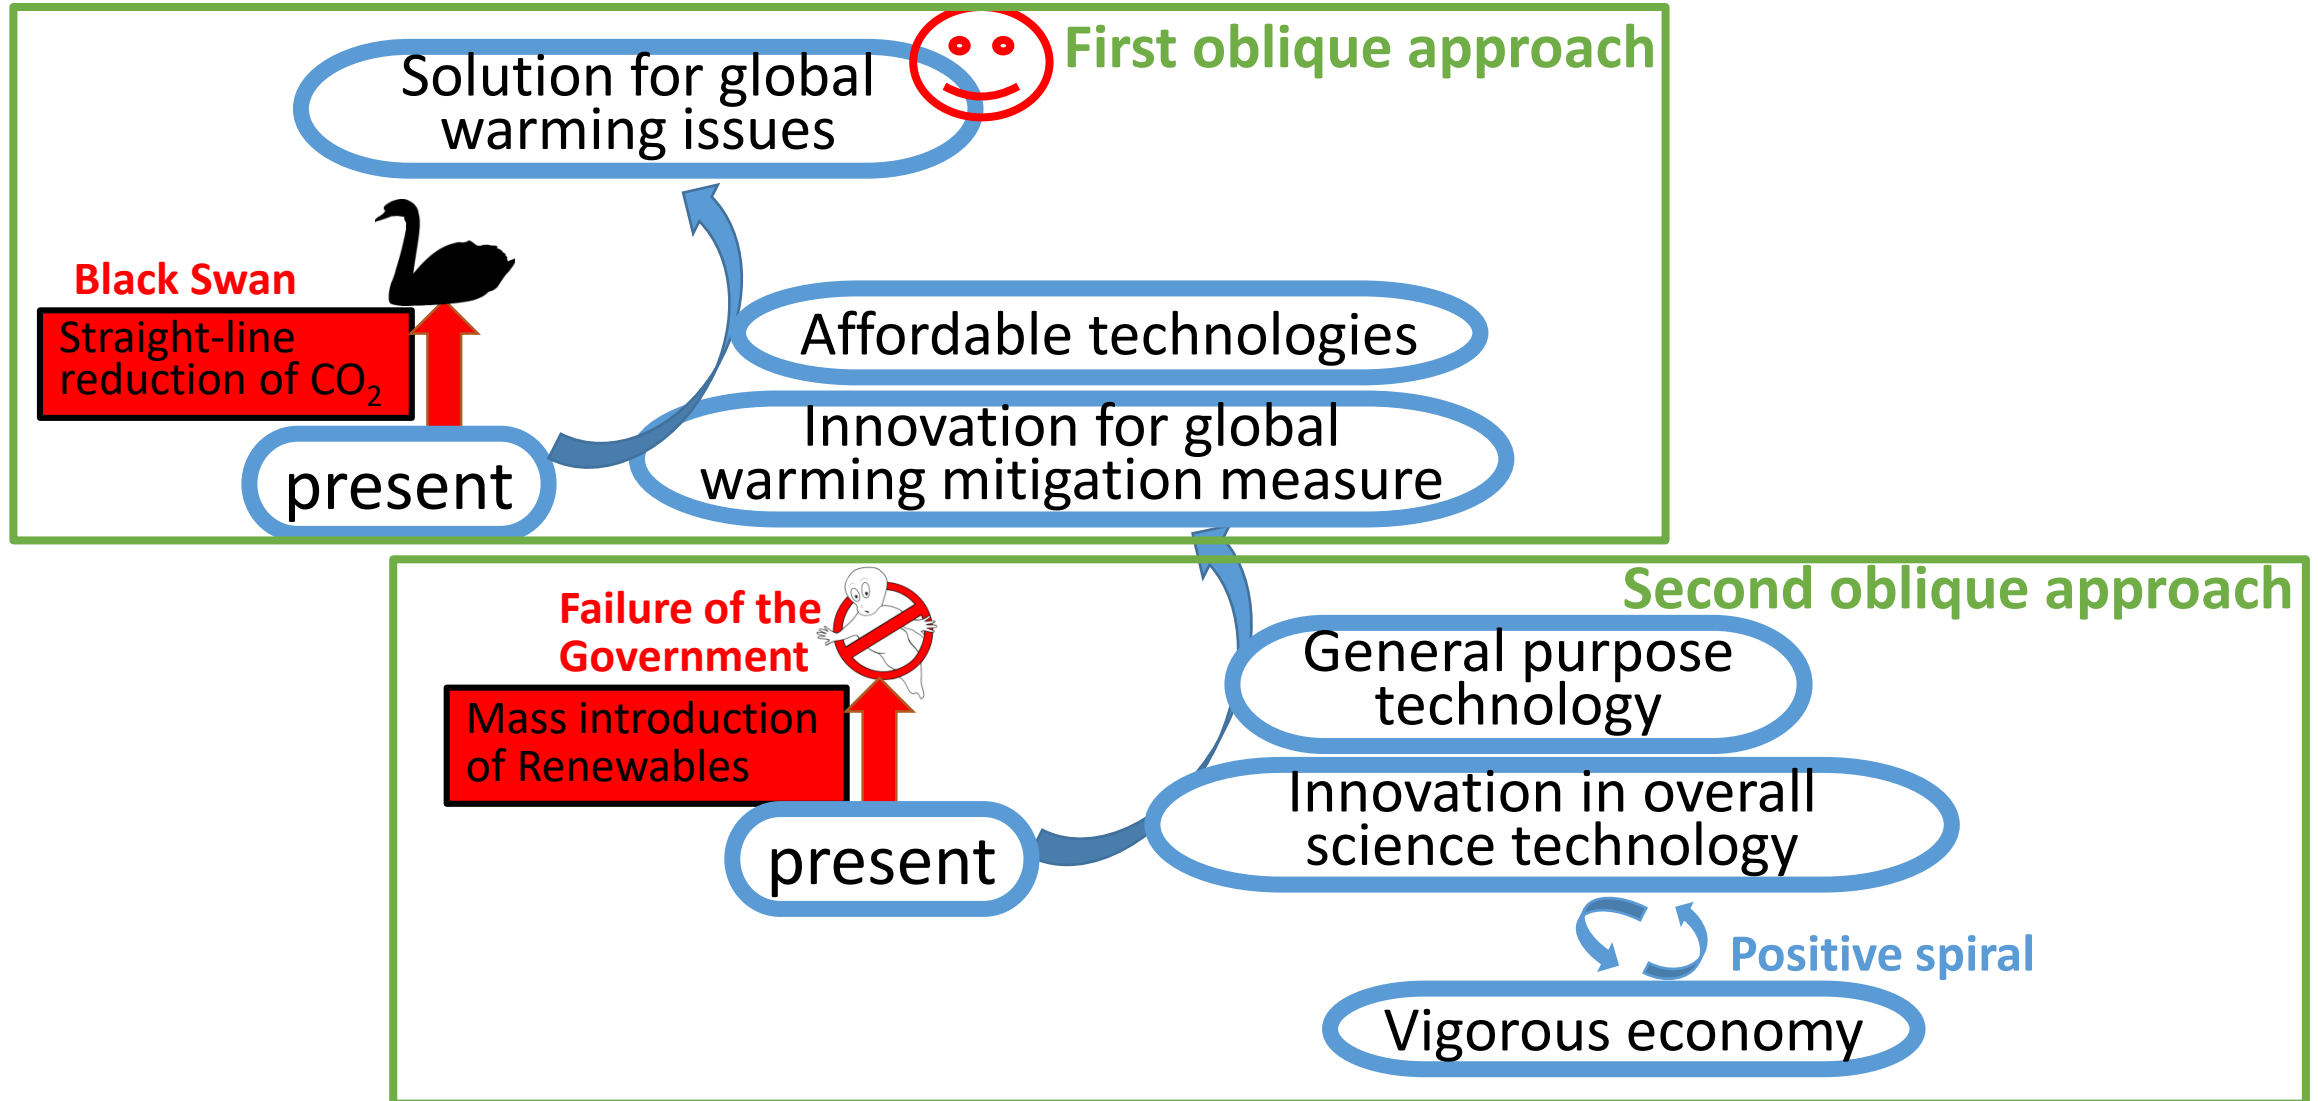 First oblique approach
Solution for global
warming issues
Black Swan
Straight-line
reduction of CO₂
Affordable technologies
Innovation for global
warming mitigation measure
present
Second oblique approach
Failure of the
Government
General purpose
technology
Mass introduction
of Renewables
Innovation in overall
science technology
present
Positive spiral
Vigorous economy